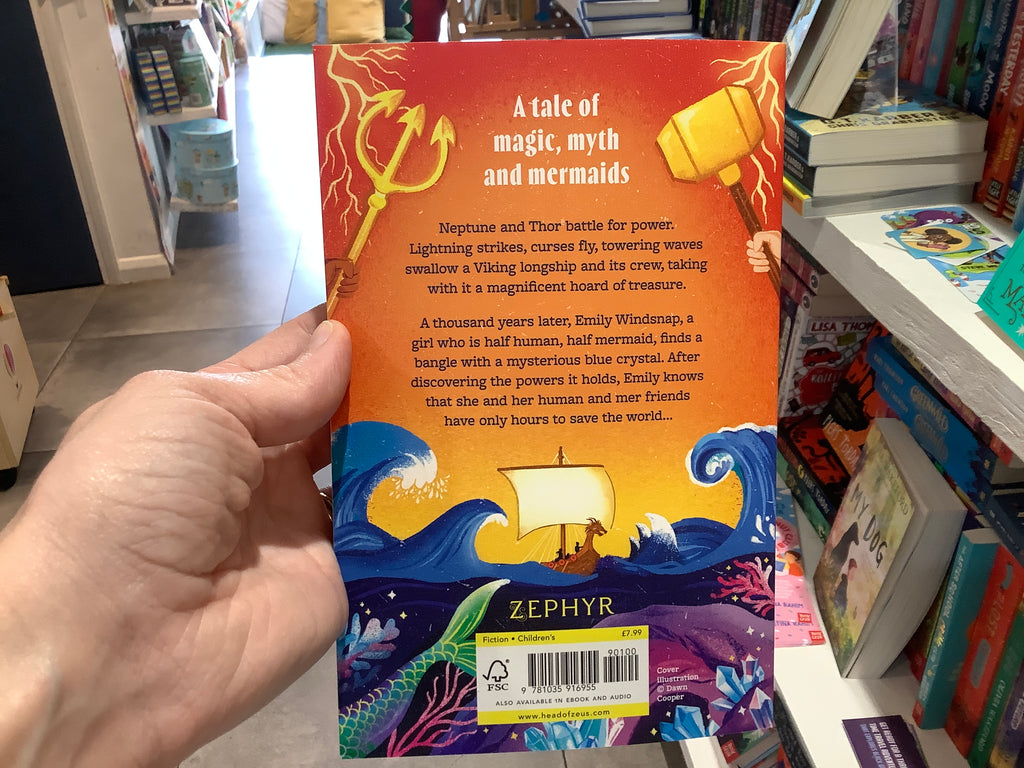 A tale of
magic, myth
and mermaids
Neptune and Thor battle for power.
Lightning strikes, curses fly, towering waves
swallow a Viking longship and its crew, taking
with it a magnificent hoard of treasure.
A thousand years later, Emily Windsnap, a
girl who is half human, half mermaid, finds a
bangle with a mysterious blue crystal. After
discovering the powers it holds, Emily knows
that she and her human and mer friends
have only hours to save the world...
ZEPHYR
Fiction • Children's
£7.99
90100
FSC
9 781035 916955
ALSO AVAILABLE IN EBOOK AND AUDIO
www.headofzeus.com
Cover
illustration
© Dawn
Cooper
LISA THOM
MY DOG